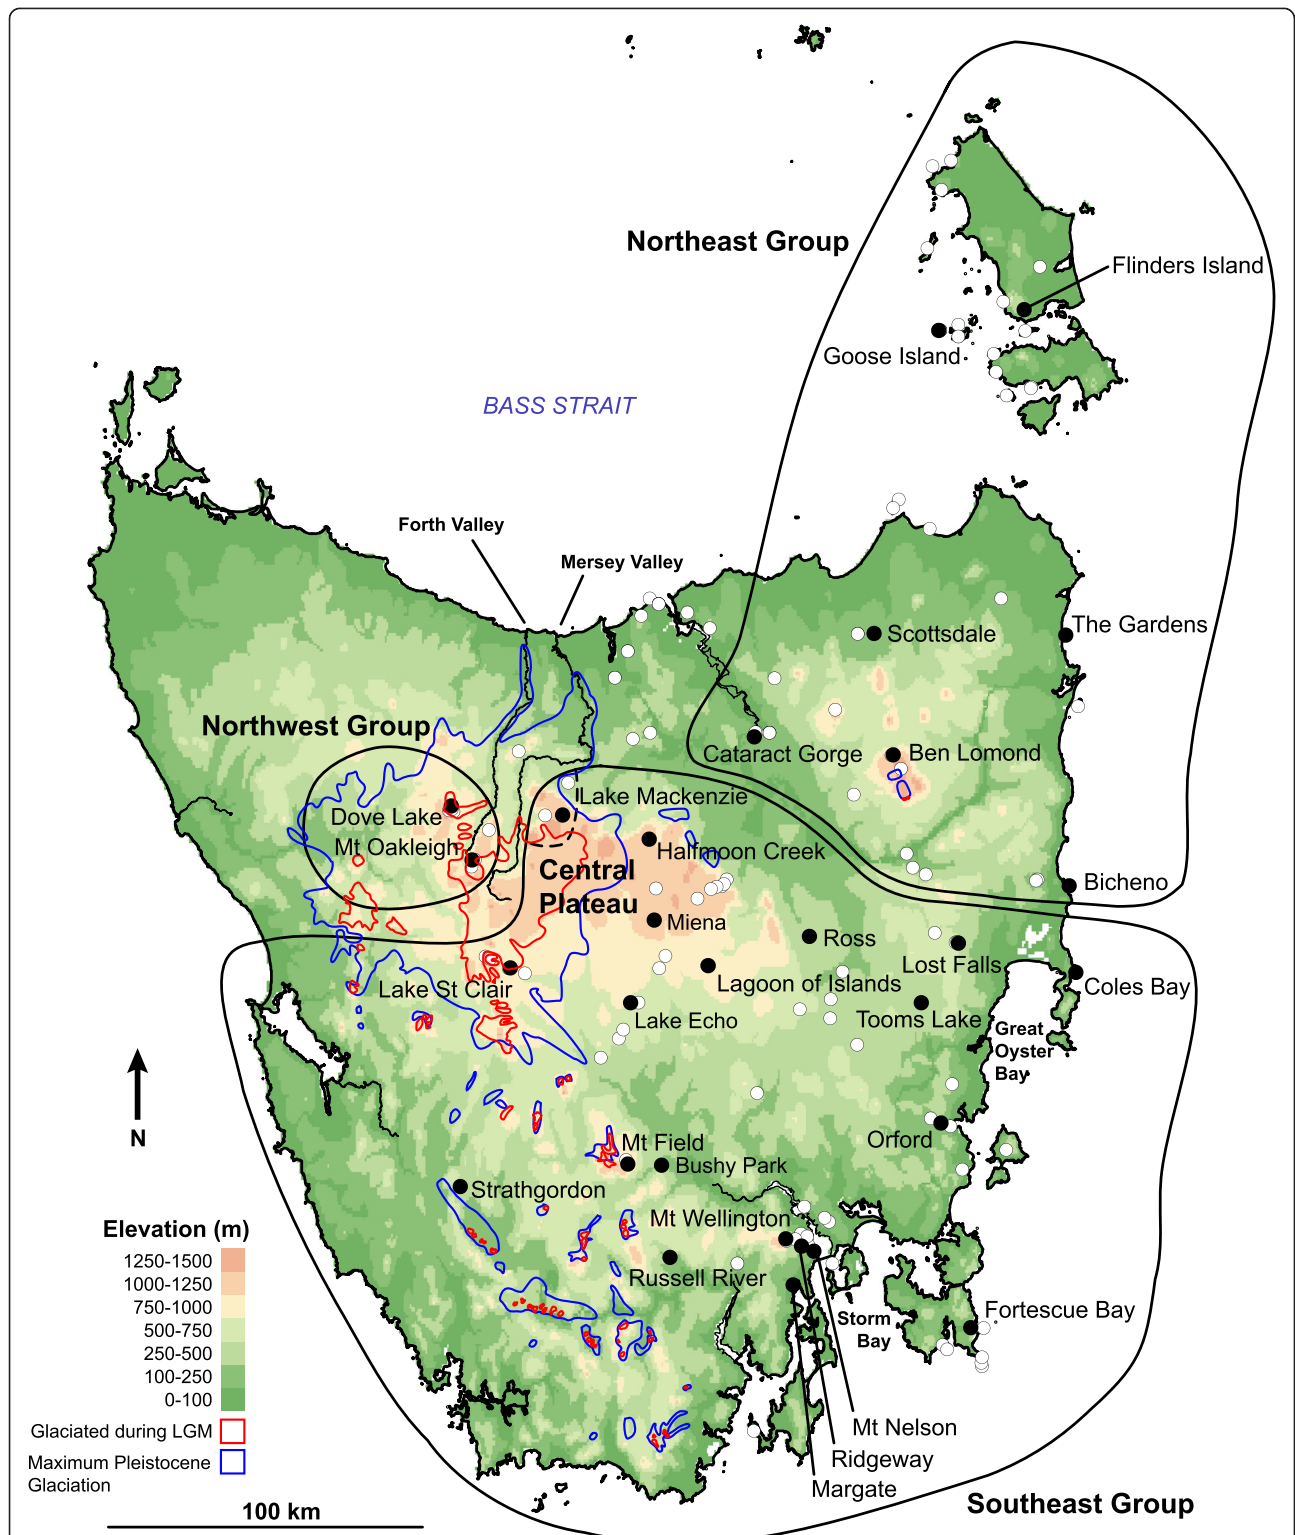 Northeast Group
Flinders Island
Goose Island
BASS STRAIT
Forth Valley
Mersey Valley
Scottsdale
The Gardens
Northwest Group
Cataract Gorge
Ben Lomond
Lake Mackenzie
Dove Lake
Mt Oakleigh
Halfmoon Creek
Central
Plateau
Bicheno
Miena
Ross
Lost Falls
Lake St Clair
Lagoon of Islands
Coles Bay
Lake Echo
Tooms Lake
Great
Oyster
Bay
N
Orford
Mt Field
Bushy Park
Strathgordon
Mt Wellington
Russell River
Storm
Bay
Fortescue Bay
Elevation (m)
1250-1500
1000-1250
750-1000
500-750
250-500
100-250
0-100
Glaciated during LGM
Maximum Pleistocene
Glaciation
Mt Nelson
Ridgeway
Margate
100 km
Southeast Group